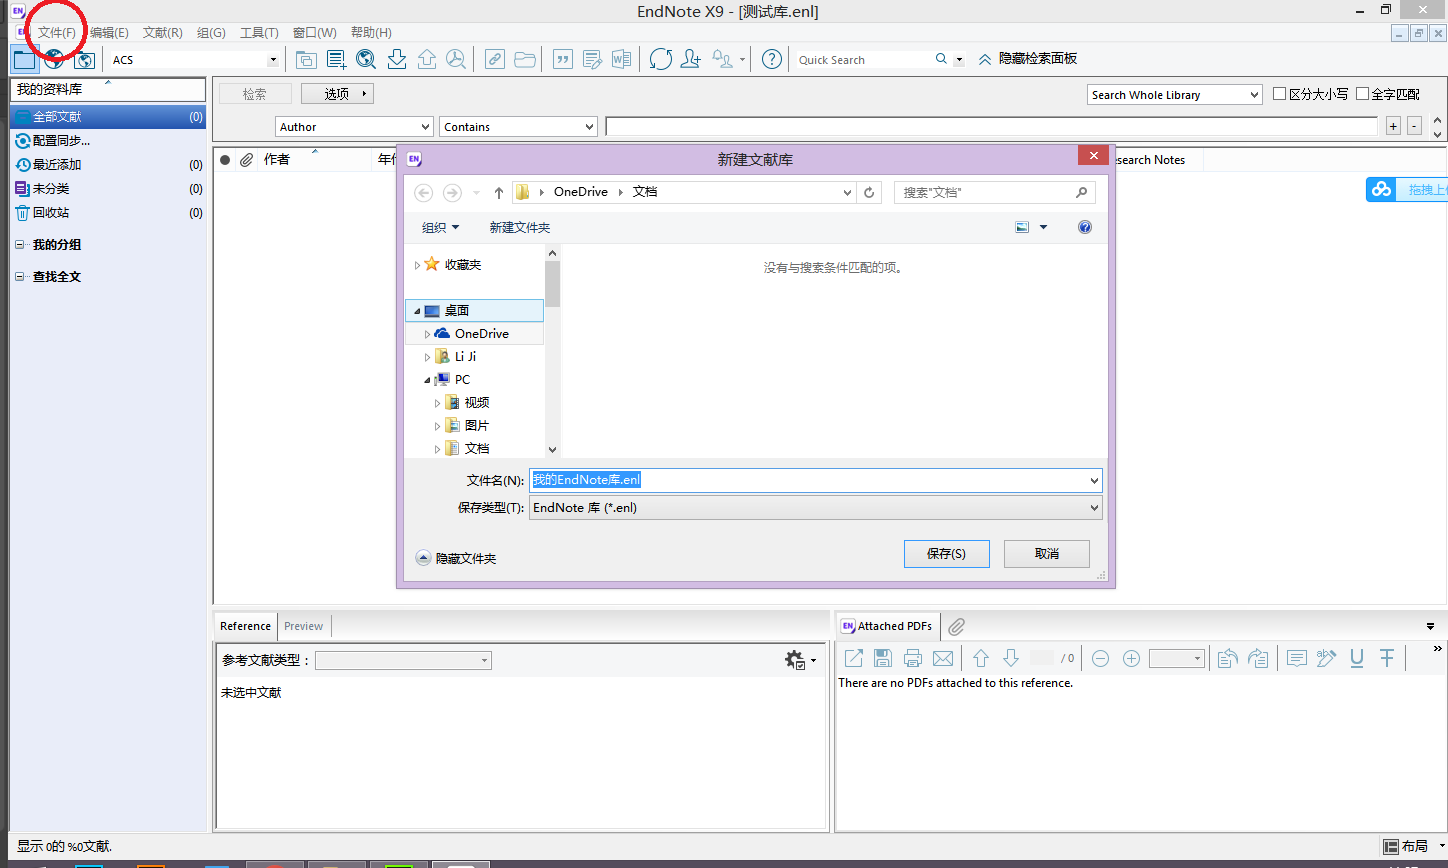 EN EndNote X9 - [测试库.enl]
文件(F) 编辑(E) 文献(R) 组(G) 工具(T) 窗口(W) 帮助(H)
ACS Quick Search 隐藏检索面板
我的资料库
检索 选项 Search Whole Library 区分大小写 全字匹配
全部文献 (0)
Author Contains + -
配置同步...
最近添加 (0)
未分类 (0)
回收站 (0)
我的分组
查找全文
作者 年份 search Notes
拖拽上传
EN 新建文献库
OneDrive 文档 搜索"文档"
组织 新建文件夹
没有与搜索条件匹配的项。
收藏夹
桌面
OneDrive
Li Ji
PC
视频
图片
文档
文件名(N): 我的EndNote库.enl
保存类型(T): EndNote 库 (*.enl)
隐藏文件夹 保存(S) 取消
Reference Preview
参考文献类型：
未选中文献
EN Attached PDFs
/ 0
There are no PDFs attached to this reference.
显示 0的 %0文献. 布局